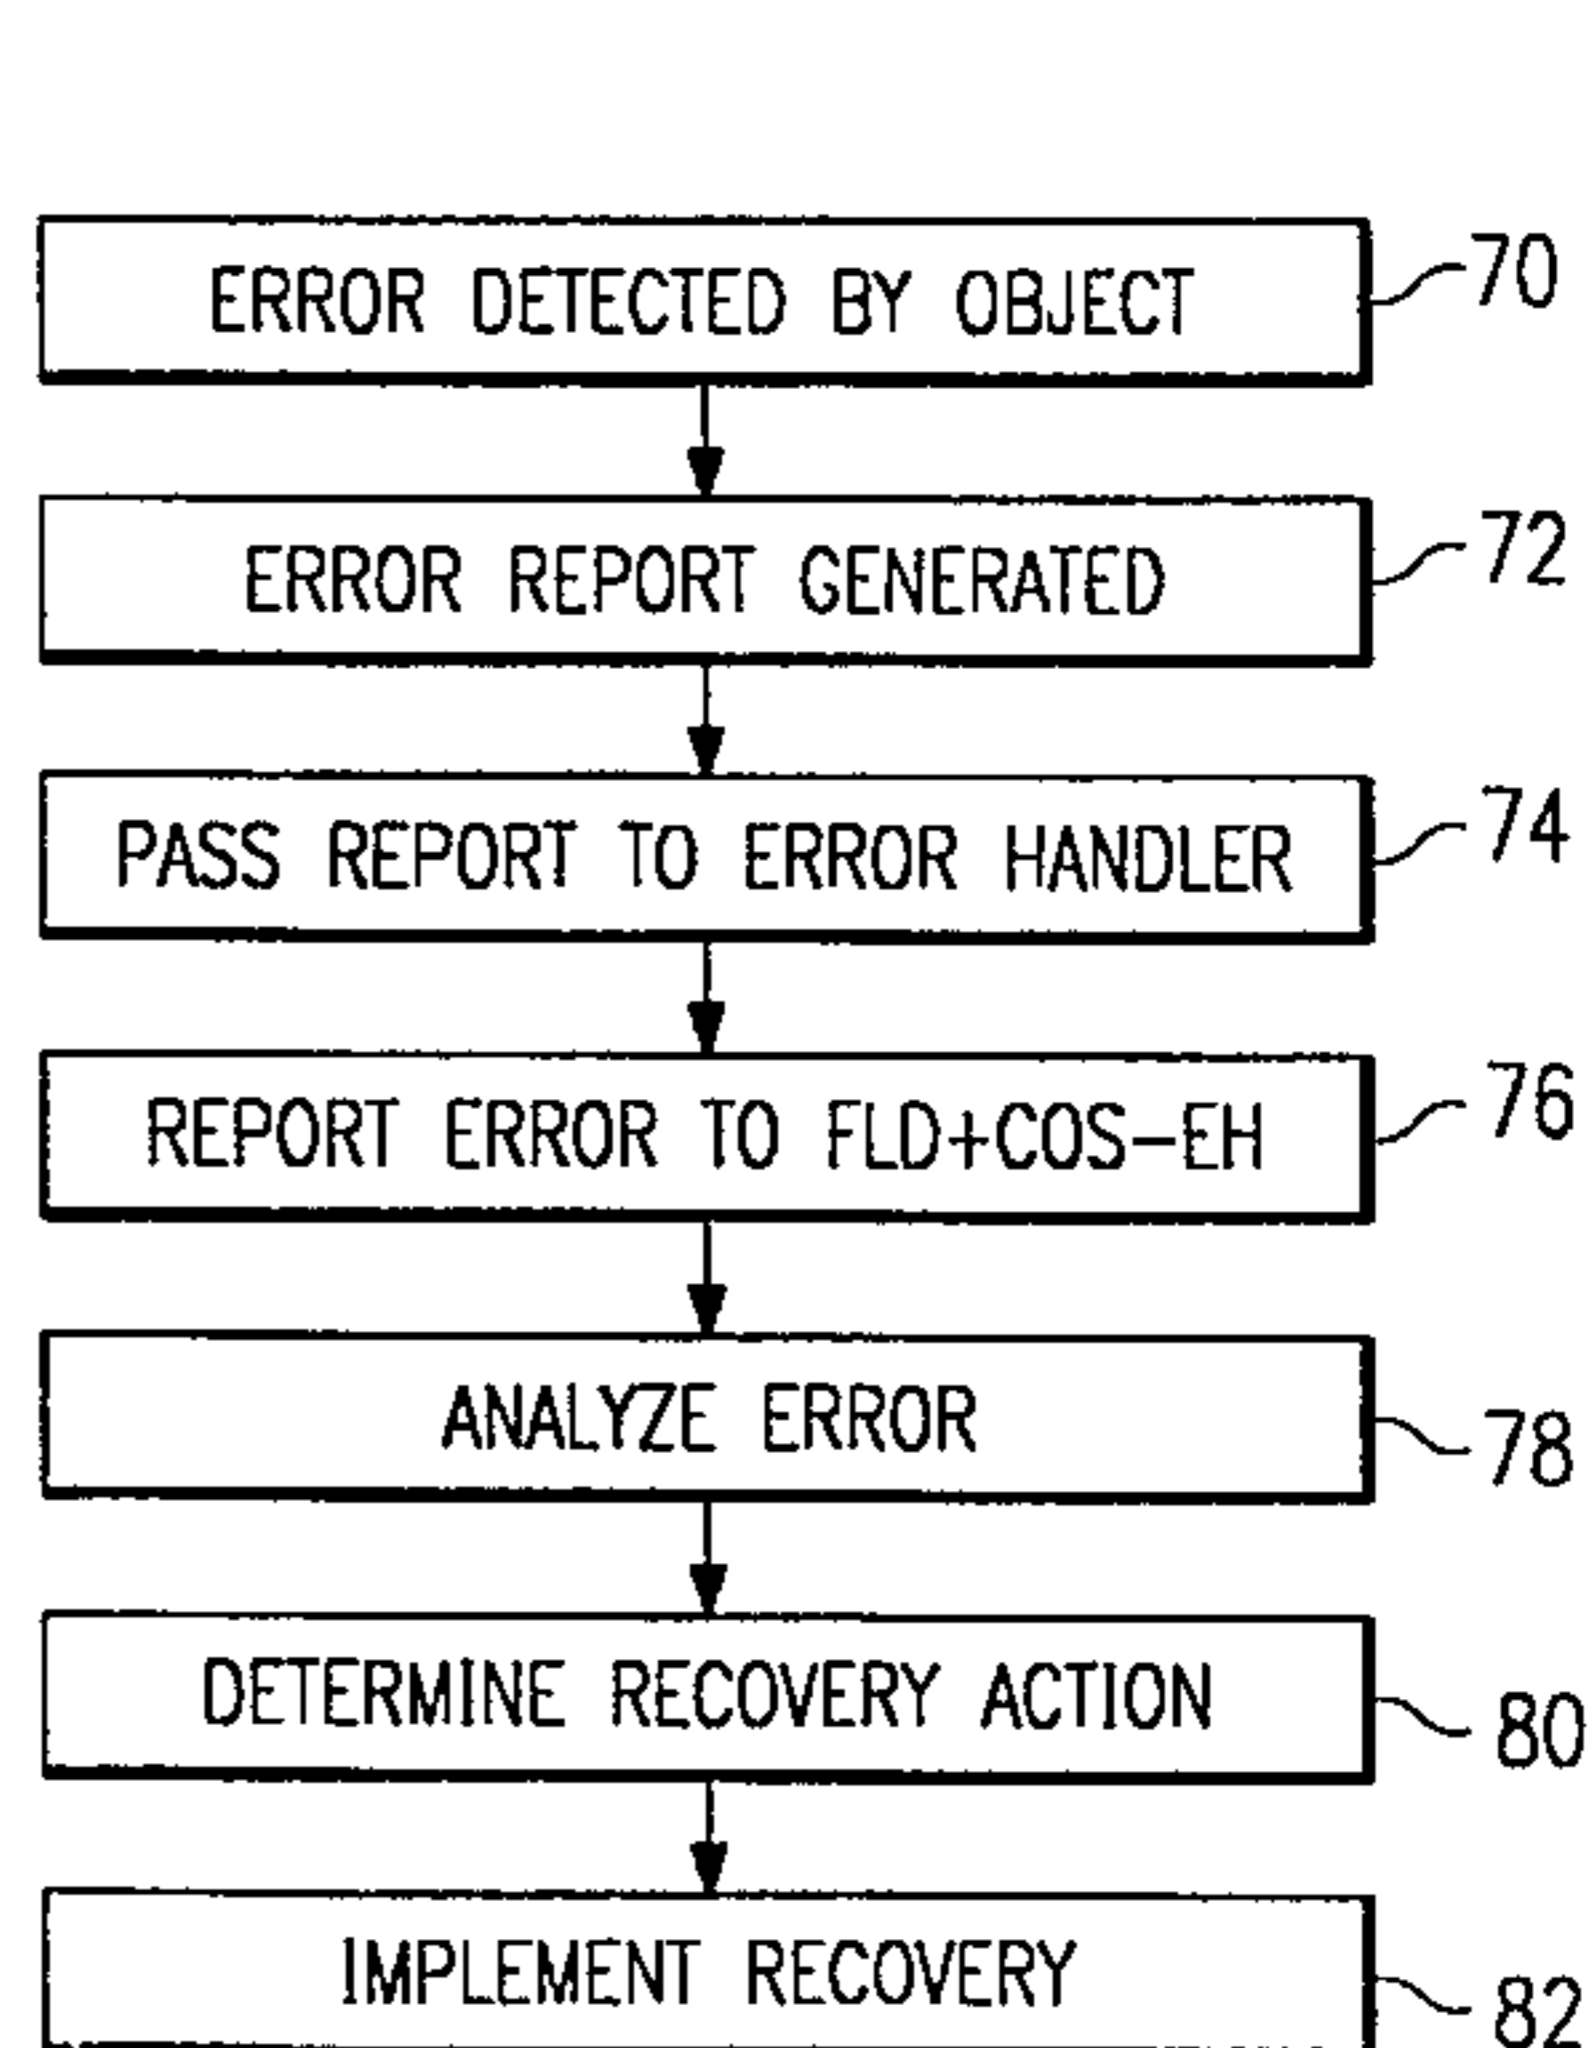 ERROR DETECTED BY OBJECT 70
ERROR REPORT GENERATED 72
PASS REPORT TO ERROR HANDLER 74
REPORT ERROR TO FLD+COS-EH 76
ANALYZE ERROR 78
DETERMINE RECOVERY ACTION 80
IMPLEMENT RECOVERY 82